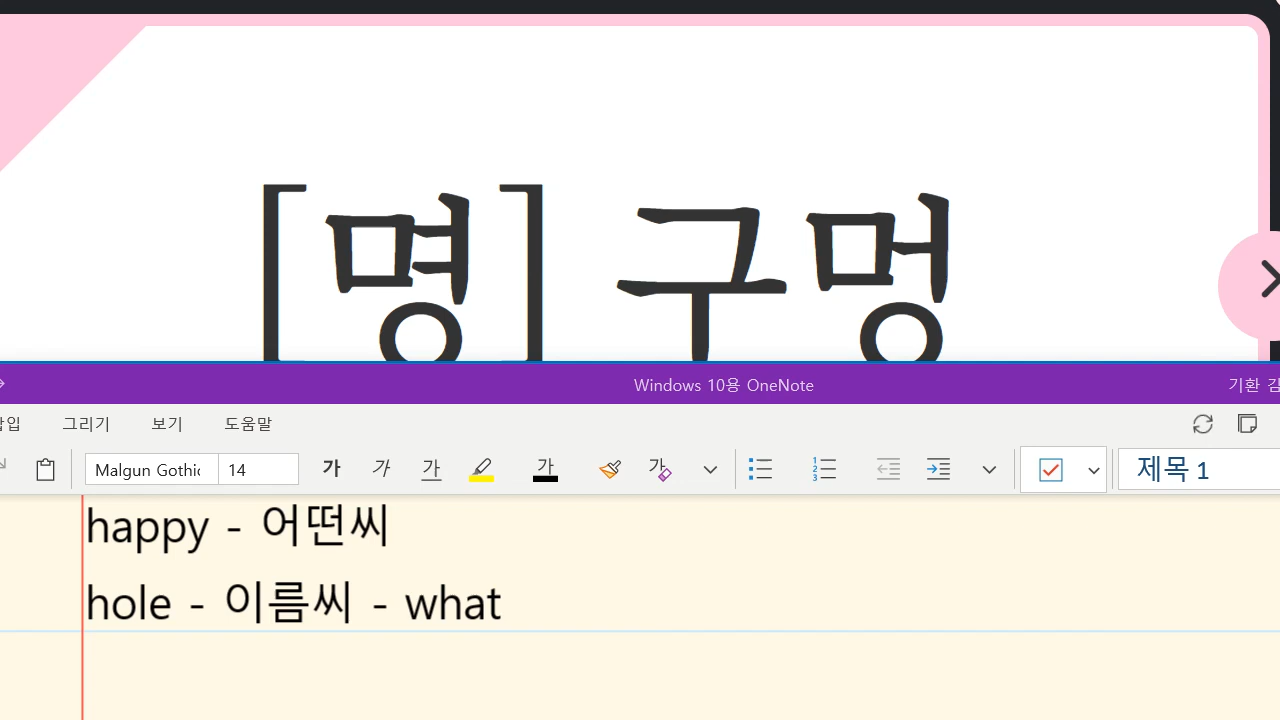 [명] 구멍
Windows 10용 OneNote
기환 김
그리기 보기 도움말
Malgun Gothic 14 가 가 가 가 가 제목 1
happy - 어떤씨
hole - 이름씨 - what